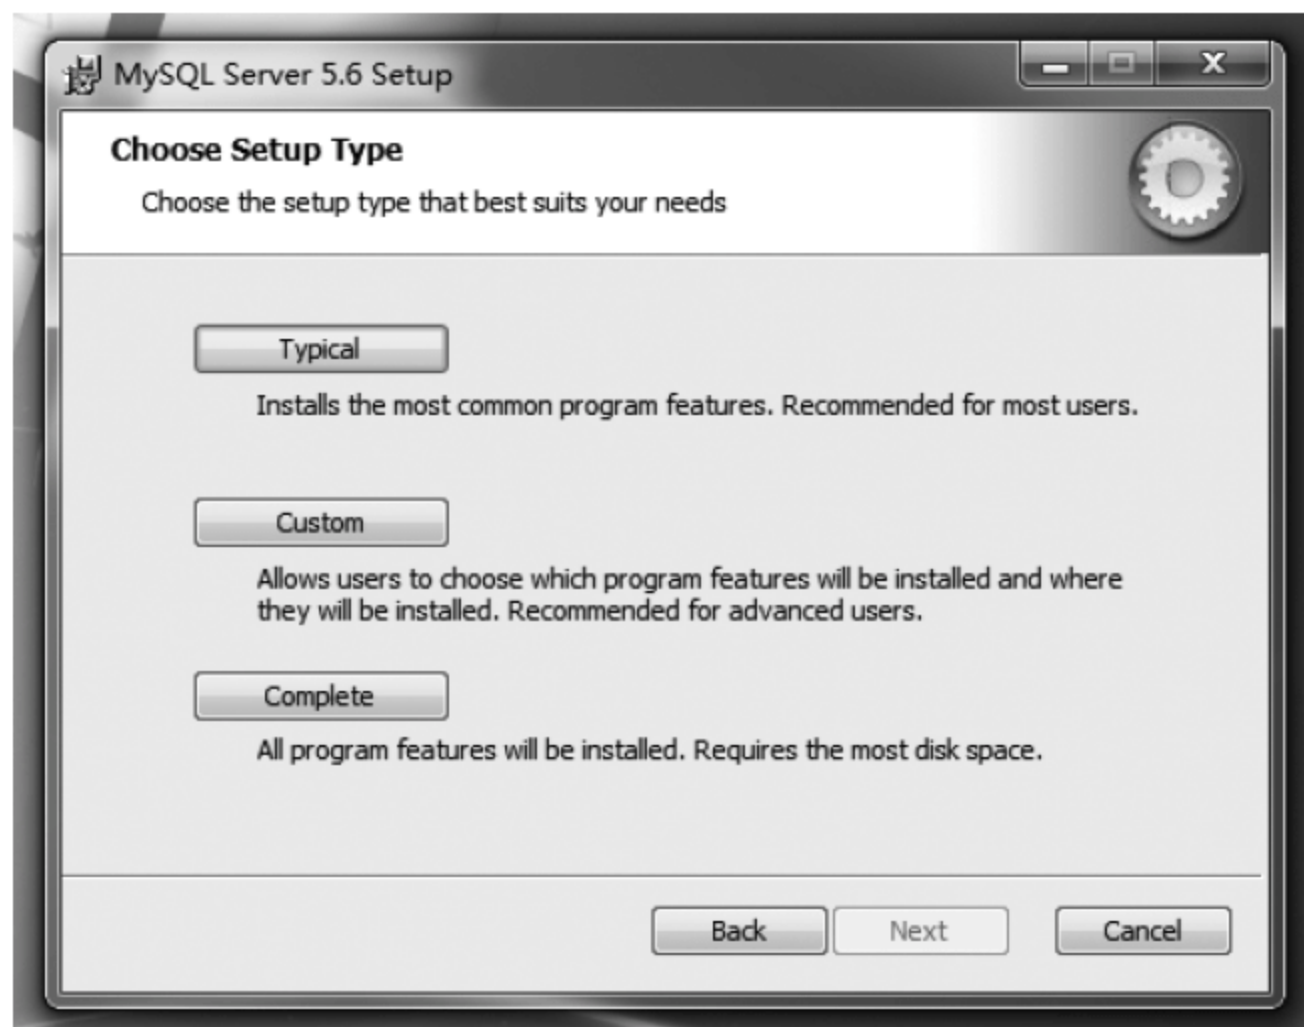 MySQL Server 5.6 Setup
Choose Setup Type
Choose the setup type that best suits your needs
Typical
Installs the most common program features. Recommended for most users.
Custom
Allows users to choose which program features will be installed and where
they will be installed. Recommended for advanced users.
Complete
All program features will be installed. Requires the most disk space.
Back
Next
Cancel